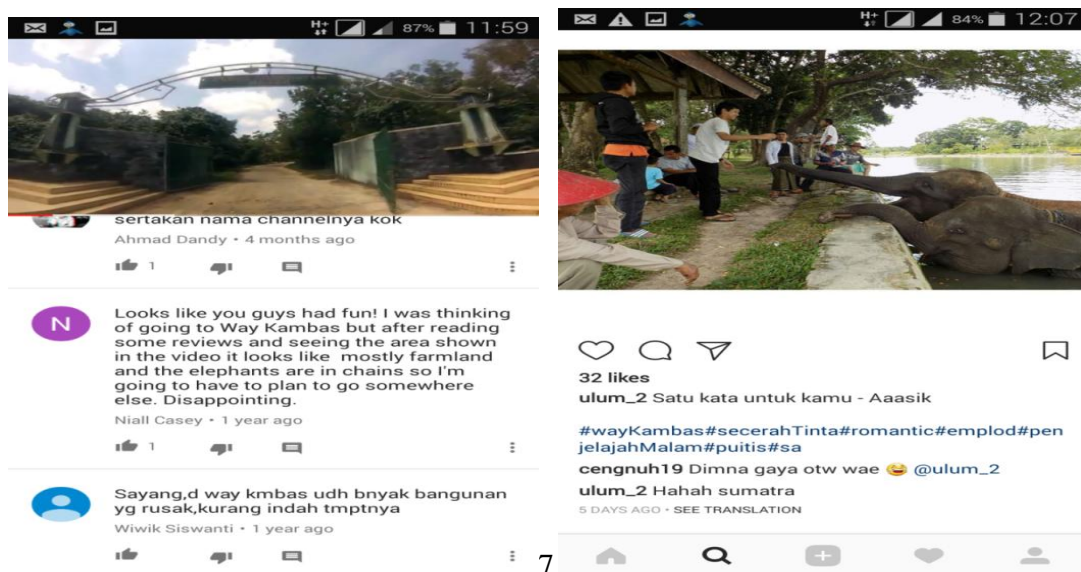 H+ 87% 11:59
sertakan nama channelnya kok
Ahmad Dandy • 4 months ago
1
N
Looks like you guys had fun! I was thinking
of going to Way Kambas but after reading
some reviews and seeing the area shown
in the video it looks like mostly farmland
and the elephants are in chains so I'm
going to have to plan to go somewhere
else. Disappointing.
Niall Casey • 1 year ago
1
Sayang,d way kmbas udh bnyak bangunan
yg rusak,kurang indah tmptnya
Wiwik Siswanti • 1 year ago
7
H+ 84% 12:07
32 likes
ulum_2 Satu kata untuk kamu - Aaasik
#wayKambas#secerahTinta#romantic#emplod#pen
jelajahMalam#puitis#sa
cengnuh19 Dimna gaya otw wae 😂 @ulum_2
ulum_2 Hahah sumatra
5 DAYS AGO • SEE TRANSLATION